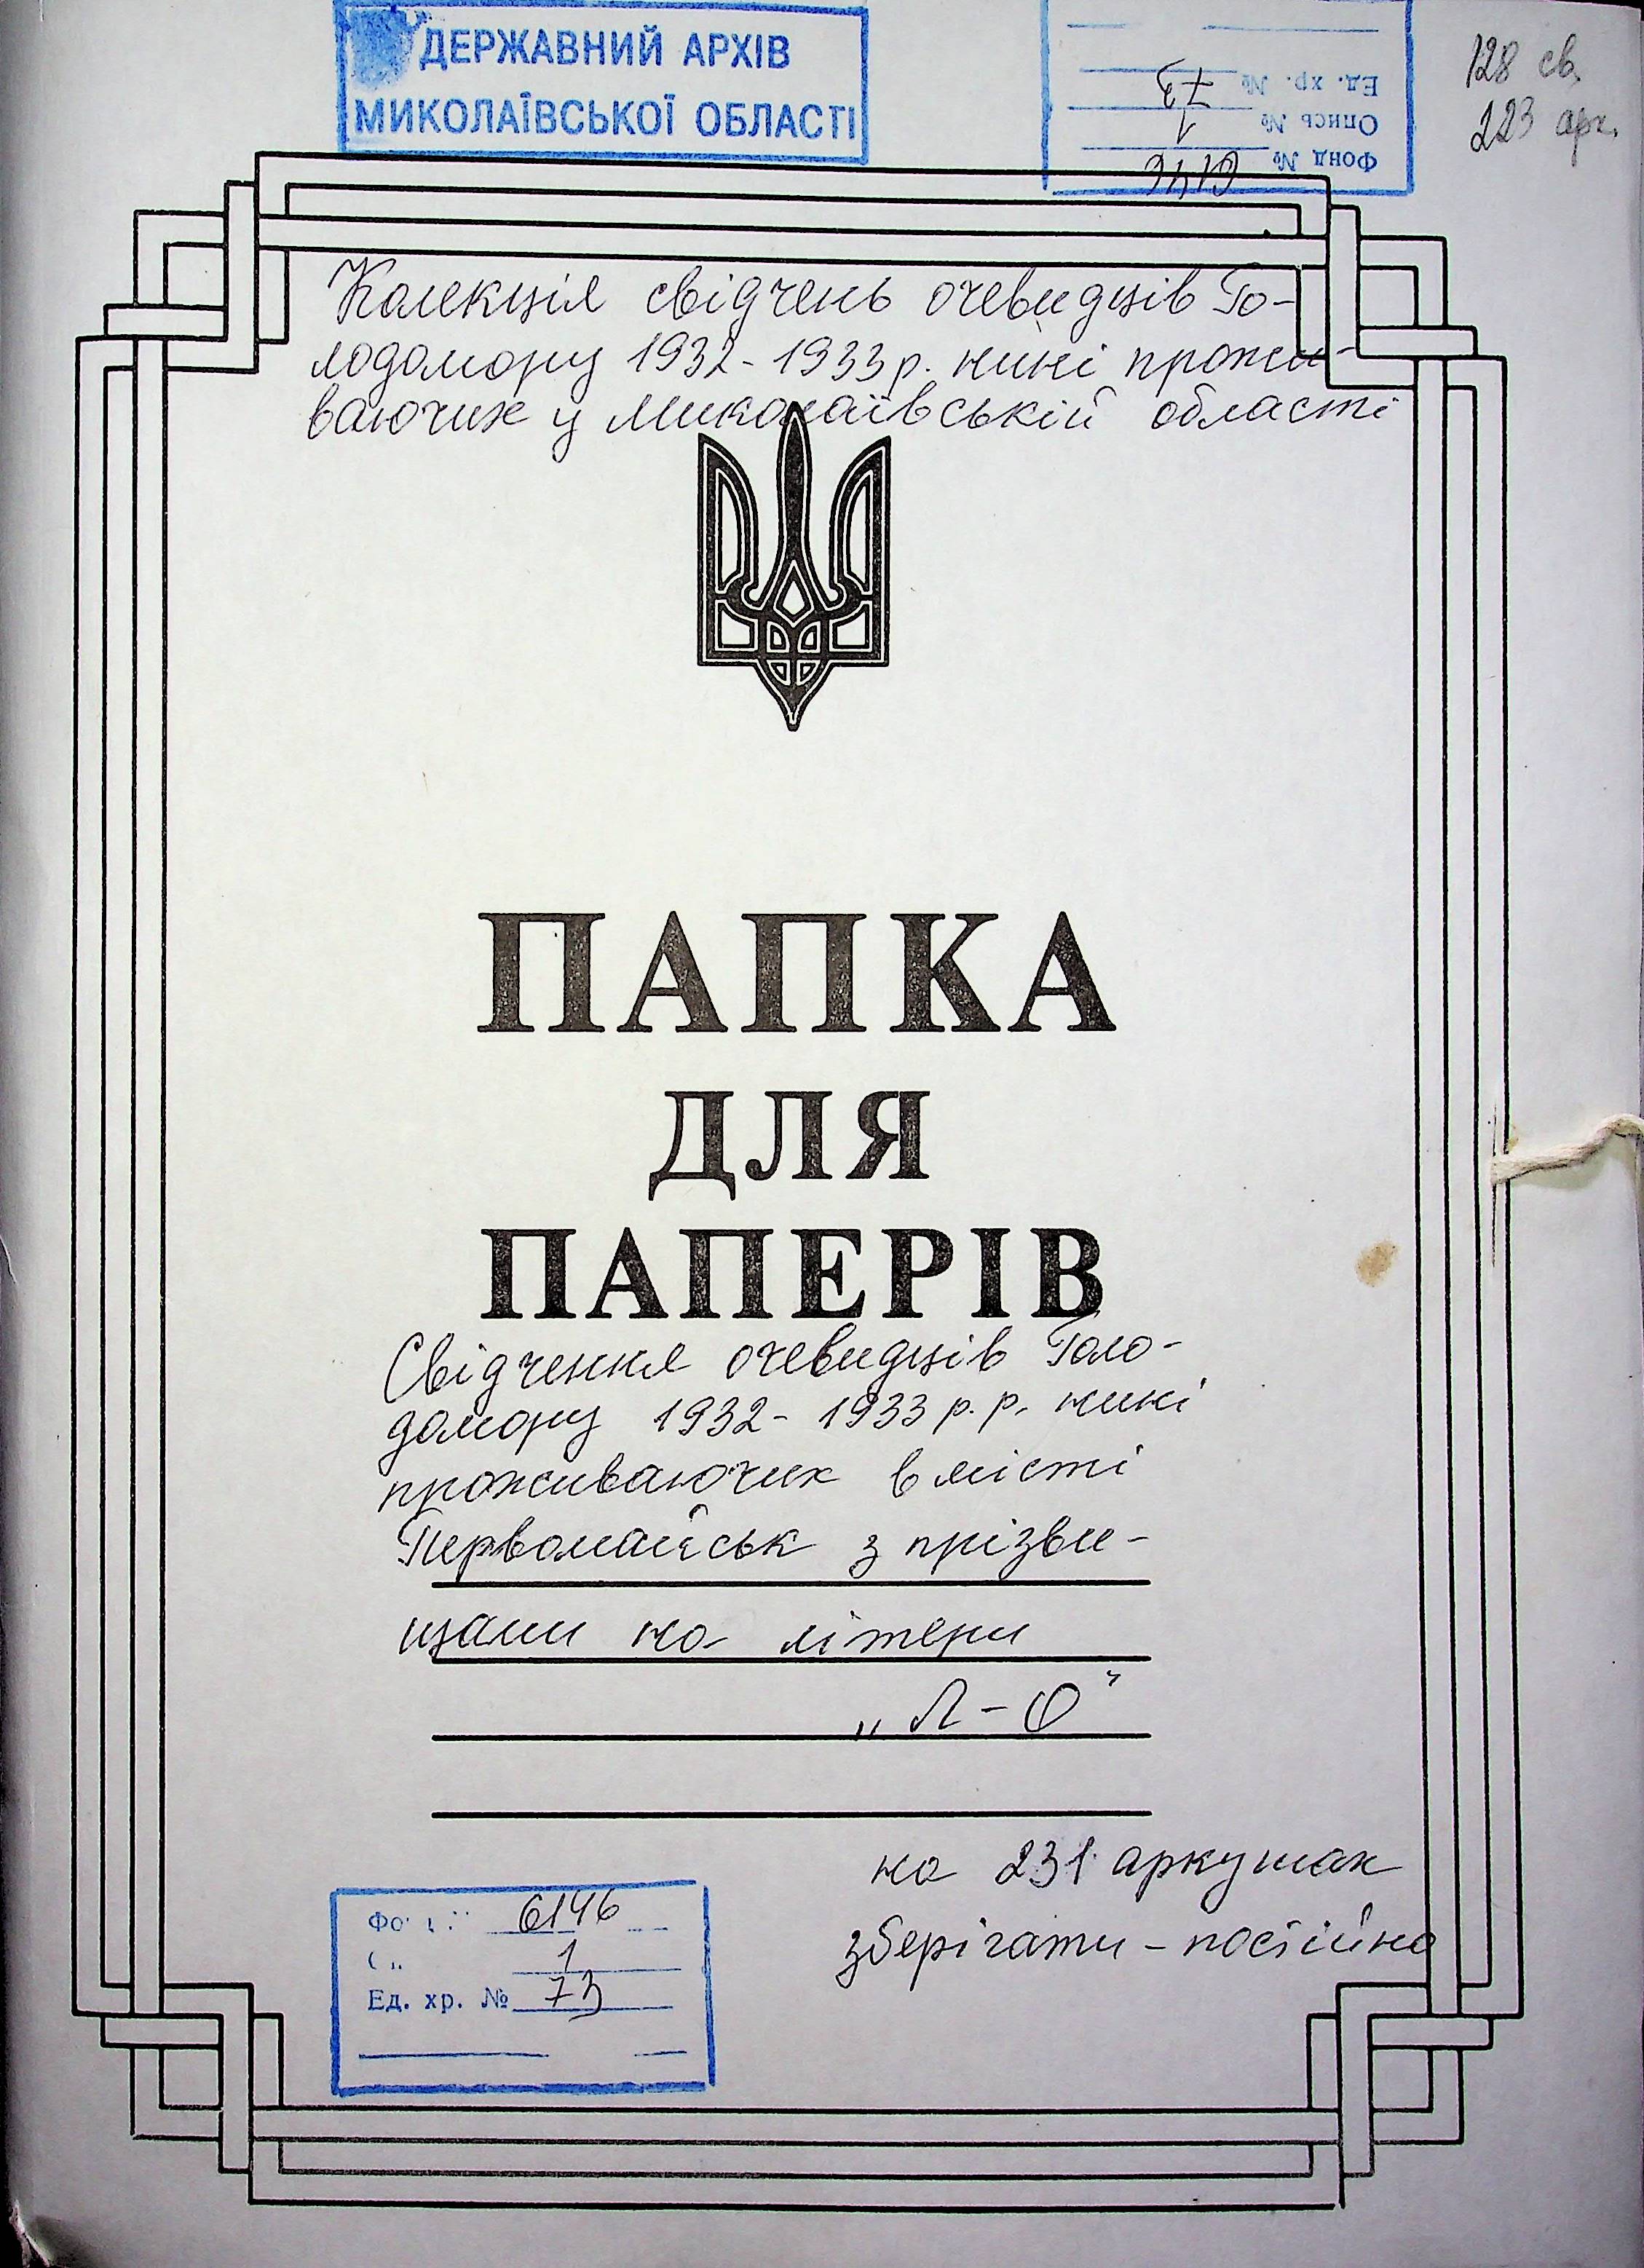 ДЕРЖАВНИЙ АРХІВ
МИКОЛАЇВСЬКОЇ ОБЛАСТІ
Фонд № 6146
Опись № 1
Ед. хр. № 73
128 св.
223 арк.
Колекція свідчень очевидців Го-
лодомору 1932-1933 р. нині прожи-
ваючих у Миколаївській області
ПАПКА
ДЛЯ
ПАПЕРІВ
Свідчення очевидців Голо-
домору 1932-1933 р.р. нині
проживаючих в місті
Первомайськ з прізви-
щами на літери
„Л-О"
на 231 аркушах
зберігати - постійно
6146
1
Ед. хр. № 73